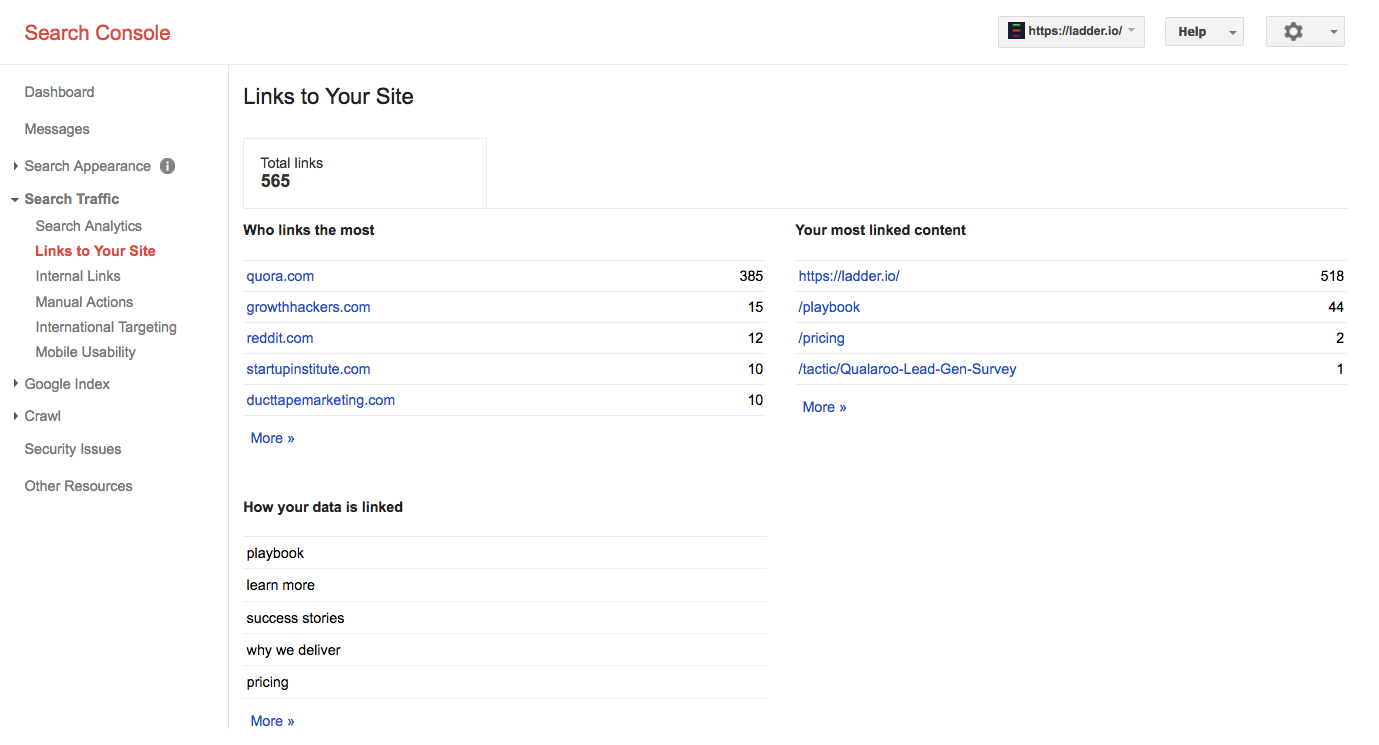 Search Console
https://ladder.io/
Help
Dashboard
Messages
Search Appearance
Search Traffic
Search Analytics
Links to Your Site
Internal Links
Manual Actions
International Targeting
Mobile Usability
Google Index
Crawl
Security Issues
Other Resources
Links to Your Site
Total links
565
Who links the most
quora.com 385
growthhackers.com 15
reddit.com 12
startupinstitute.com 10
ducttapemarketing.com 10
More »
Your most linked content
https://ladder.io/ 518
/playbook 44
/pricing 2
/tactic/Qualaroo-Lead-Gen-Survey 1
More »
How your data is linked
playbook
learn more
success stories
why we deliver
pricing
More »